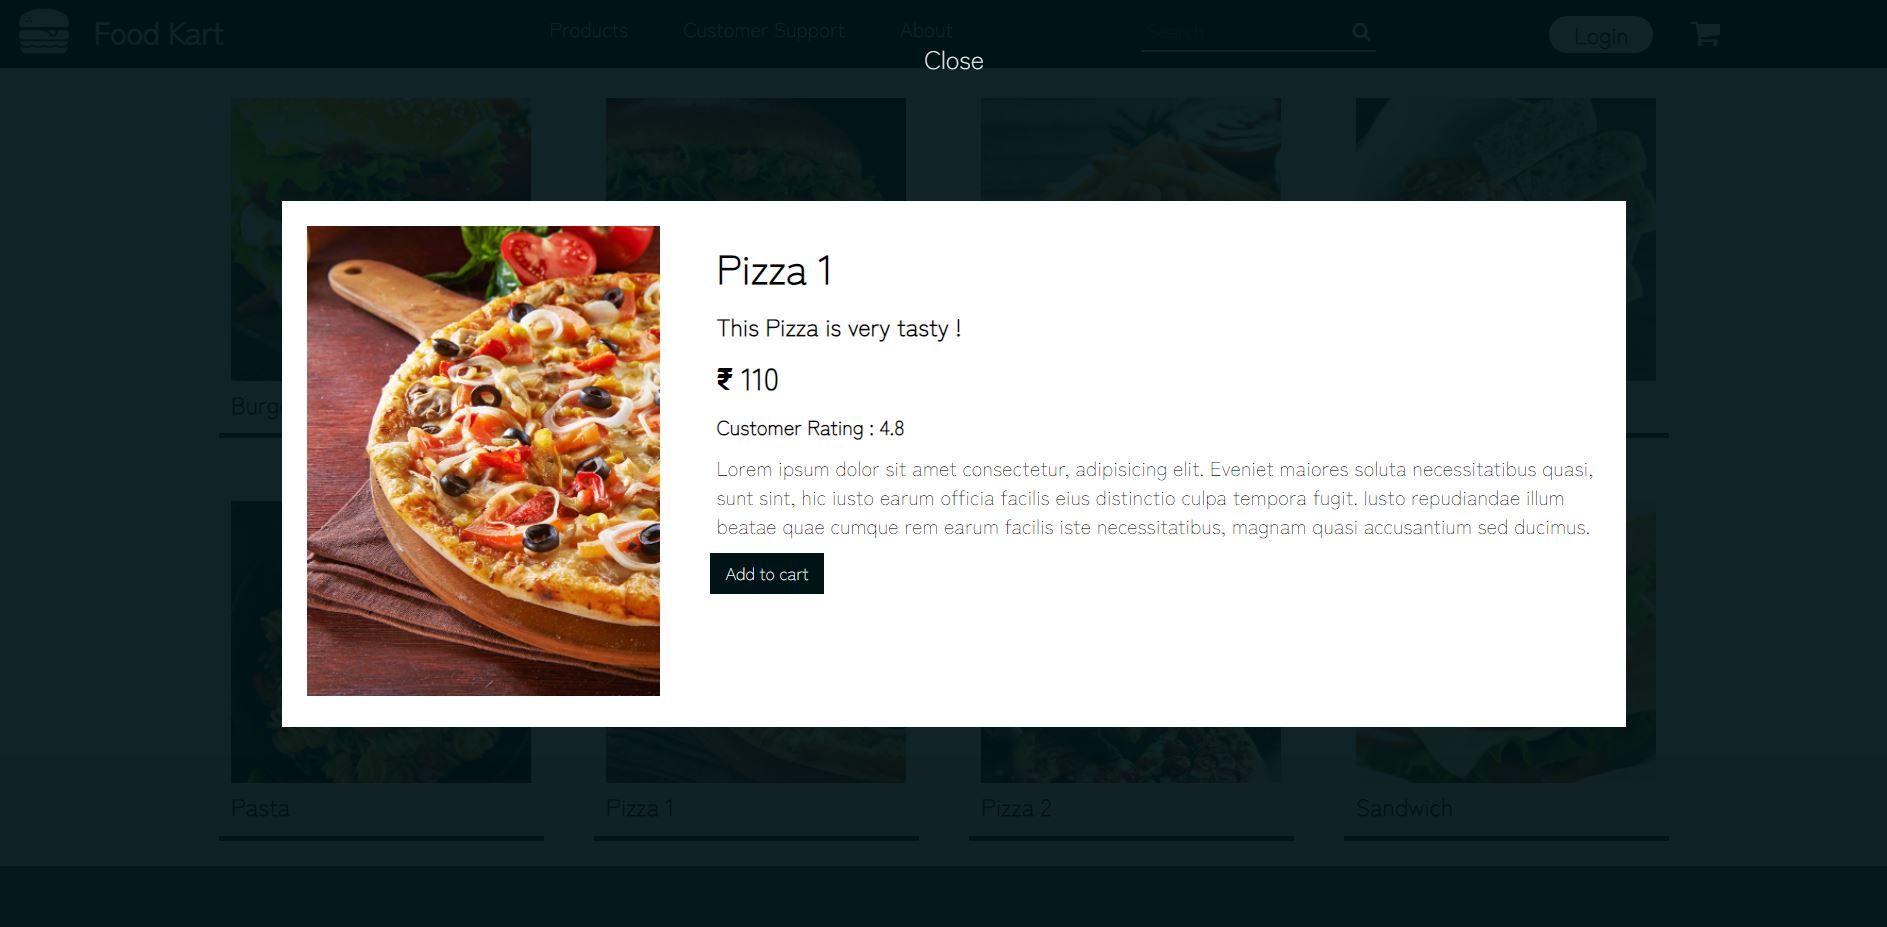 Food Kart
Products
Customer Support
About
Search
Login
Close
Pizza 1
This Pizza is very tasty !
₹ 110
Customer Rating : 4.8
Lorem ipsum dolor sit amet consectetur, adipisicing elit. Eveniet maiores soluta necessitatibus quasi,
sunt sint, hic iusto earum officia facilis eius distinctio culpa tempora fugit. Iusto repudiandae illum
beatae quae cumque rem earum facilis iste necessitatibus, magnam quasi accusantium sed ducimus.
Add to cart
Burg
Pasta
Pizza 1
Pizza 2
Sandwich